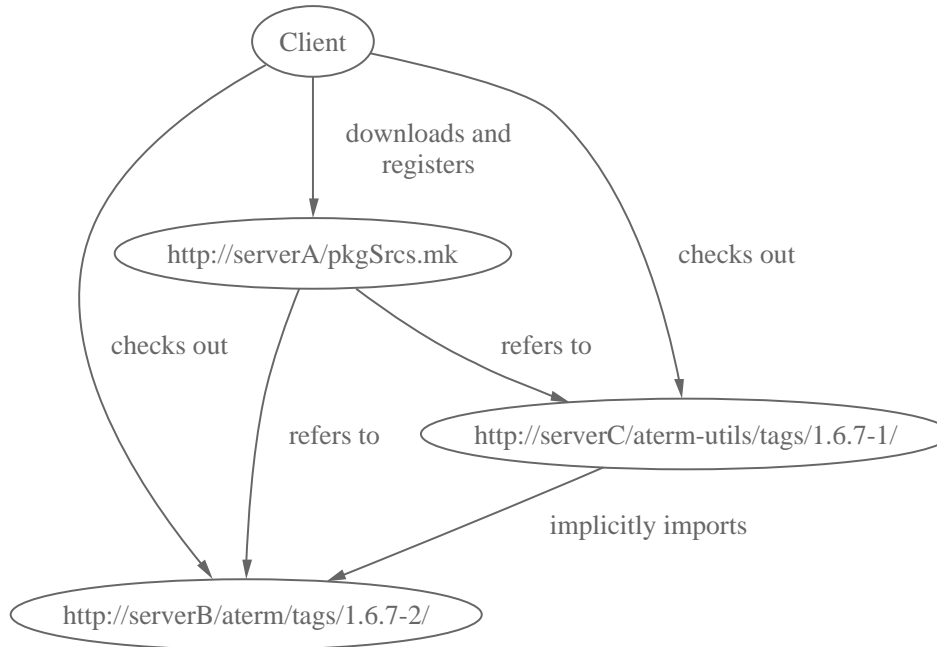 Client
downloads and
registers
http://serverA/pkgSrcs.mk
checks out
checks out
refers to
refers to
http://serverC/aterm-utils/tags/1.6.7-1/
implicitly imports
http://serverB/aterm/tags/1.6.7-2/